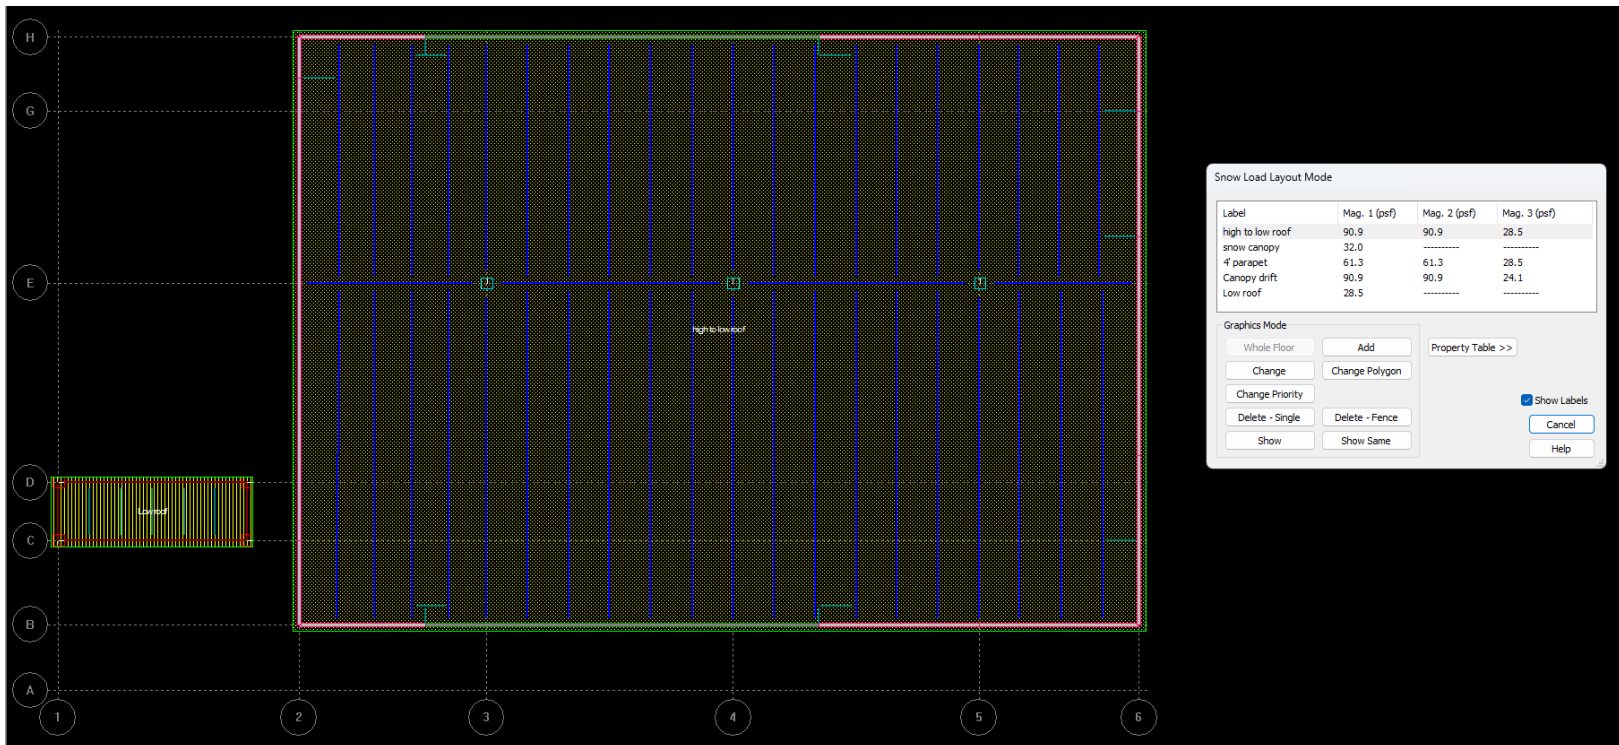 H
G
E
D
C
B
A
1
2
3
4
5
6
high to low roof
Low roof
Snow Load Layout Mode
Label Mag. 1 (psf) Mag. 2 (psf) Mag. 3 (psf)
high to low roof 90.9 90.9 28.5
snow canopy 32.0 ---------- ----------
4' parapet 61.3 61.3 28.5
Canopy drift 90.9 90.9 24.1
Low roof 28.5 ---------- ----------
Graphics Mode
Whole Floor Add Property Table >>
Change Change Polygon
Change Priority
Show Labels
Delete - Single Delete - Fence Cancel
Show Show Same Help